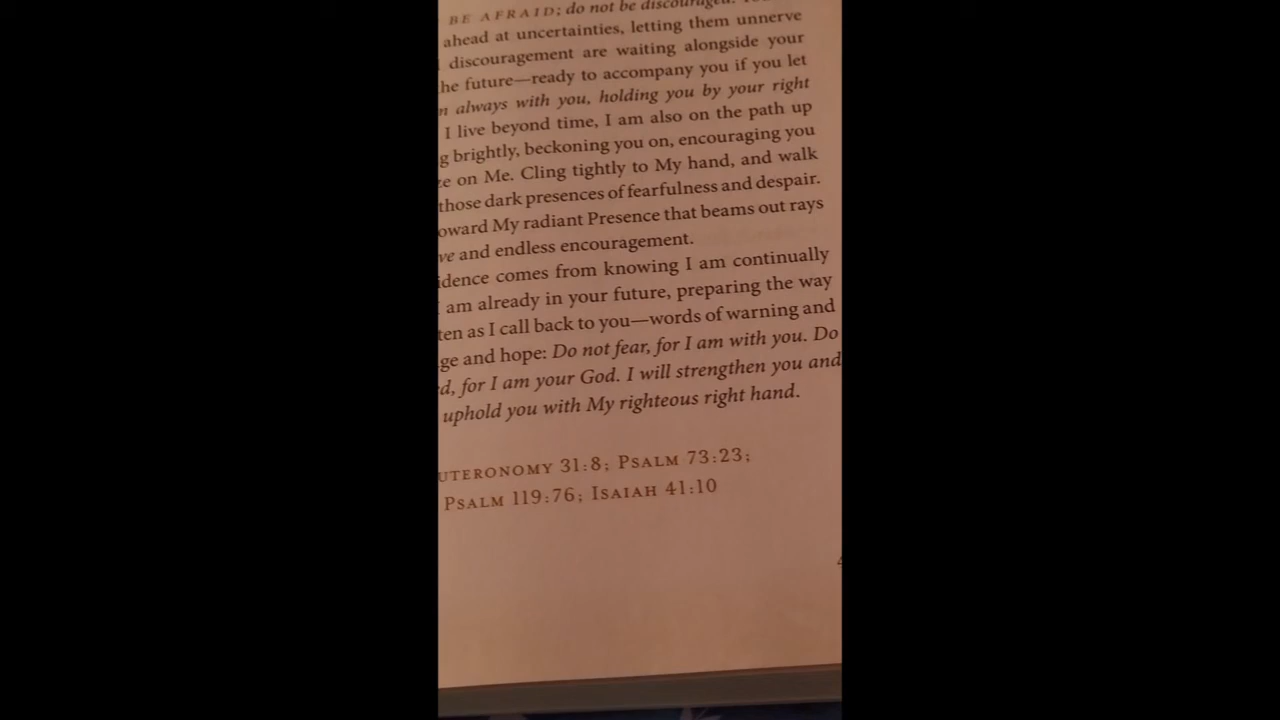 BE AFRAID; do not be discouraged.
ahead at uncertainties, letting them unnerve
discouragement are waiting alongside your
he future—ready to accompany you if you let
always with you, holding you by your right
I live beyond time, I am also on the path up
g brightly, beckoning you on, encouraging you
ze on Me. Cling tightly to My hand, and walk
those dark presences of fearfulness and despair.
oward My radiant Presence that beams out rays
ve and endless encouragement.
idence comes from knowing I am continually
I am already in your future, preparing the way
ten as I call back to you—words of warning and
ge and hope: Do not fear, for I am with you. Do
d, for I am your God. I will strengthen you and
uphold you with My righteous right hand.
UTERONOMY 31:8; PSALM 73:23;
PSALM 119:76; ISAIAH 41:10